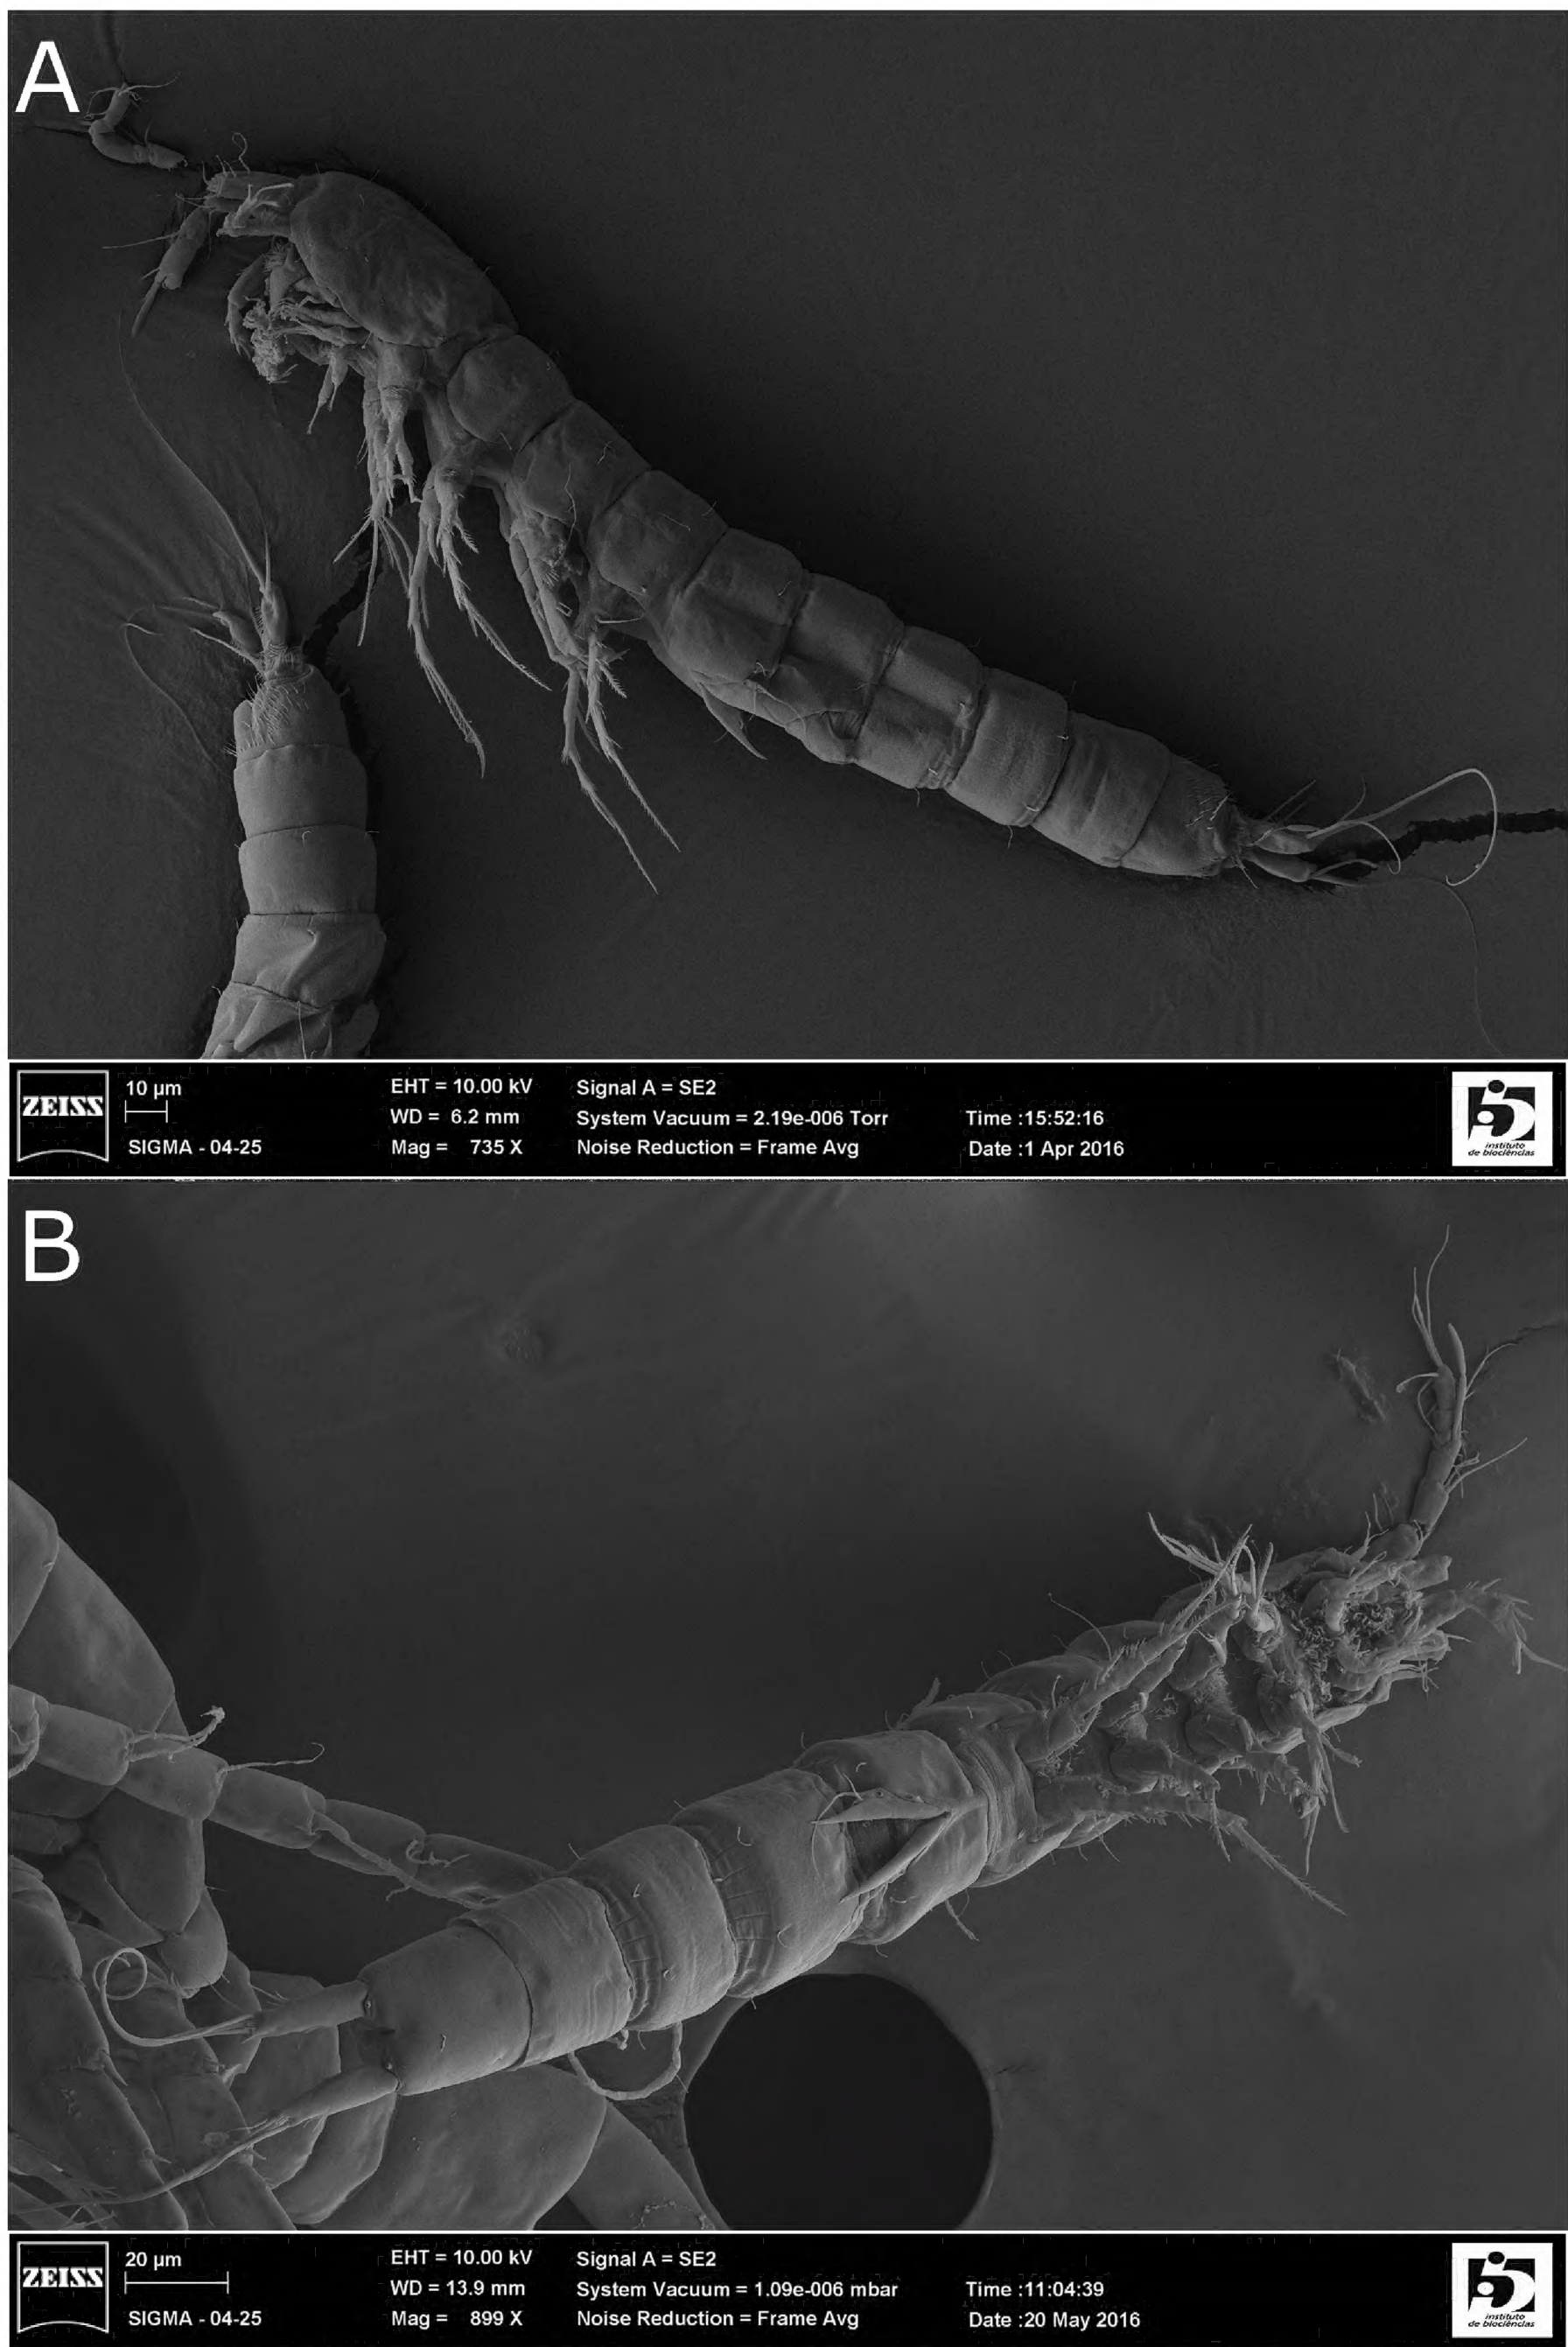 A
ZEISS
10 µm
SIGMA - 04-25
EHT = 10.00 kV
WD = 6.2 mm
Mag = 735 X
Signal A = SE2
System Vacuum = 2.19e-006 Torr
Noise Reduction = Frame Avg
Time :15:52:16
Date :1 Apr 2016
instituto
de biociências
B
ZEISS
20 µm
SIGMA - 04-25
EHT = 10.00 kV
WD = 13.9 mm
Mag = 899 X
Signal A = SE2
System Vacuum = 1.09e-006 mbar
Noise Reduction = Frame Avg
Time :11:04:39
Date :20 May 2016
instituto
de biociências